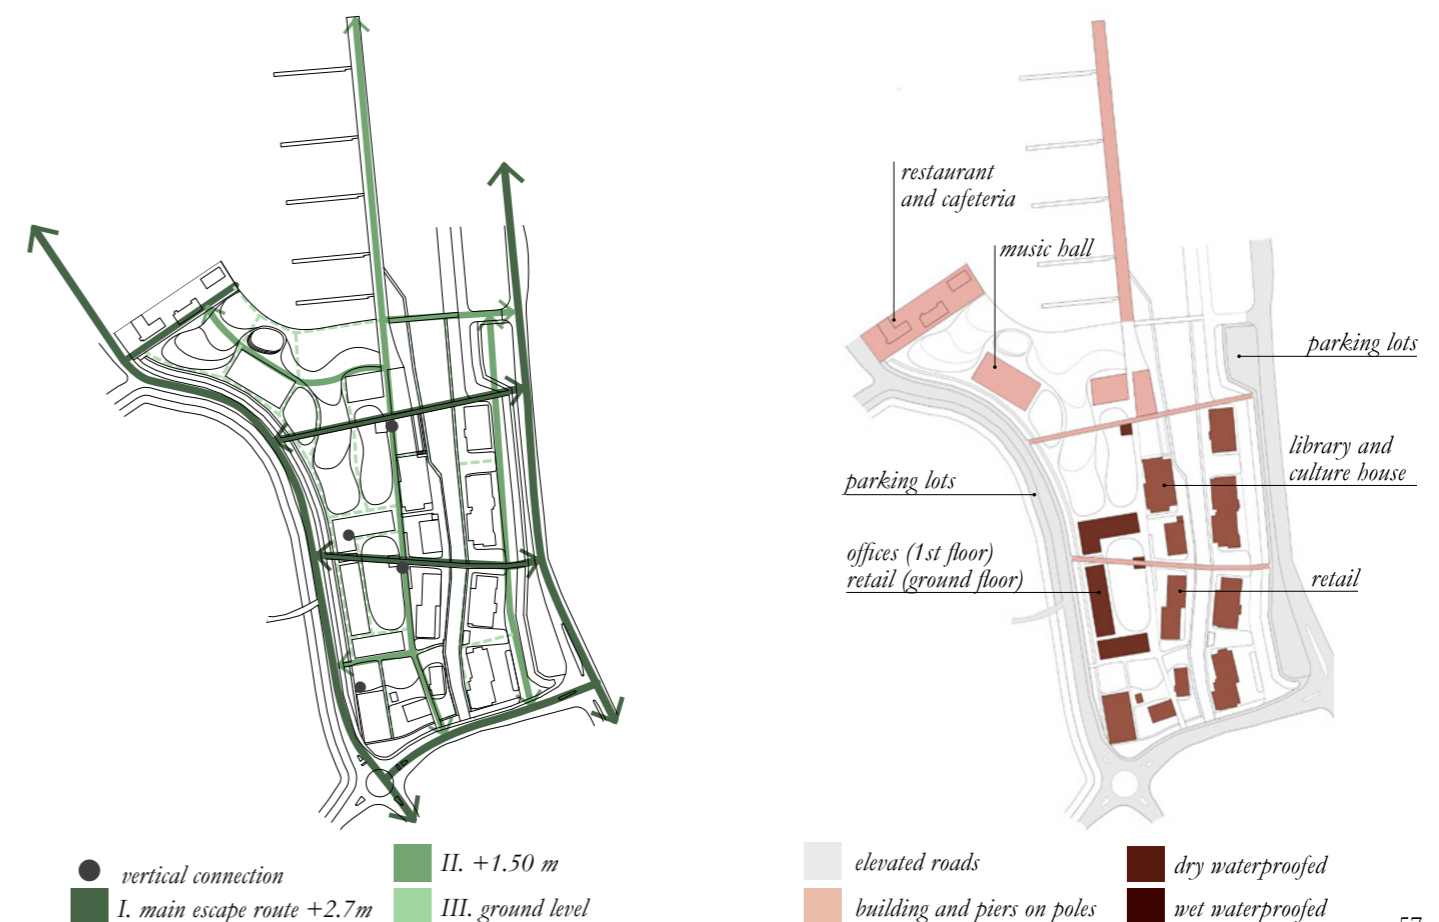 restaurant
and cafeteria
music hall
parking lots
library and
culture house
parking lots
offices (1st floor)
retail (ground floor)
retail
vertical connection
I. main escape route +2.7m
II. +1.50 m
III. ground level
elevated roads
building and piers on poles
dry waterproofed
wet waterproofed
57